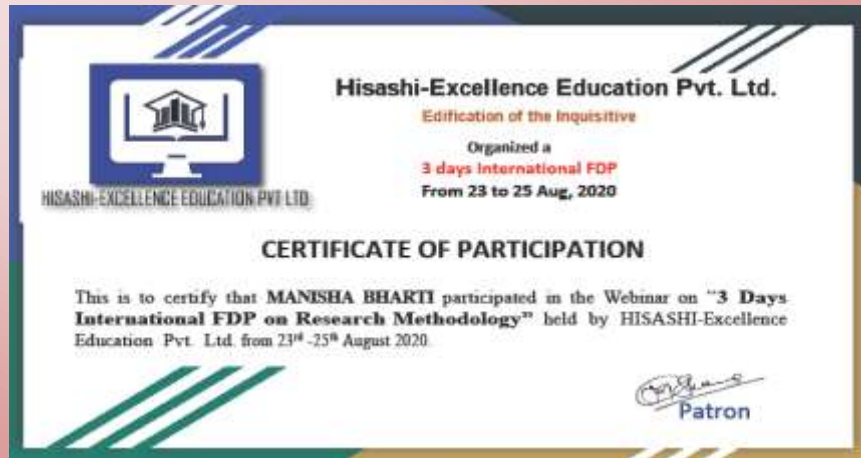 Hisashi-Excellence Education Pvt. Ltd.
Edification of the Inquisitive
Organized a
3 days International FDP
From 23 to 25 Aug, 2020
HISASHI-EXCELLENCE EDUCATION PVT LTD
CERTIFICATE OF PARTICIPATION
This is to certify that MANISHA BHARTI participated in the Webinar on "3 Days
International FDP on Research Methodology" held by HISASHI-Excellence
Education Pvt. Ltd. from 23rd -25th August 2020.
Patron